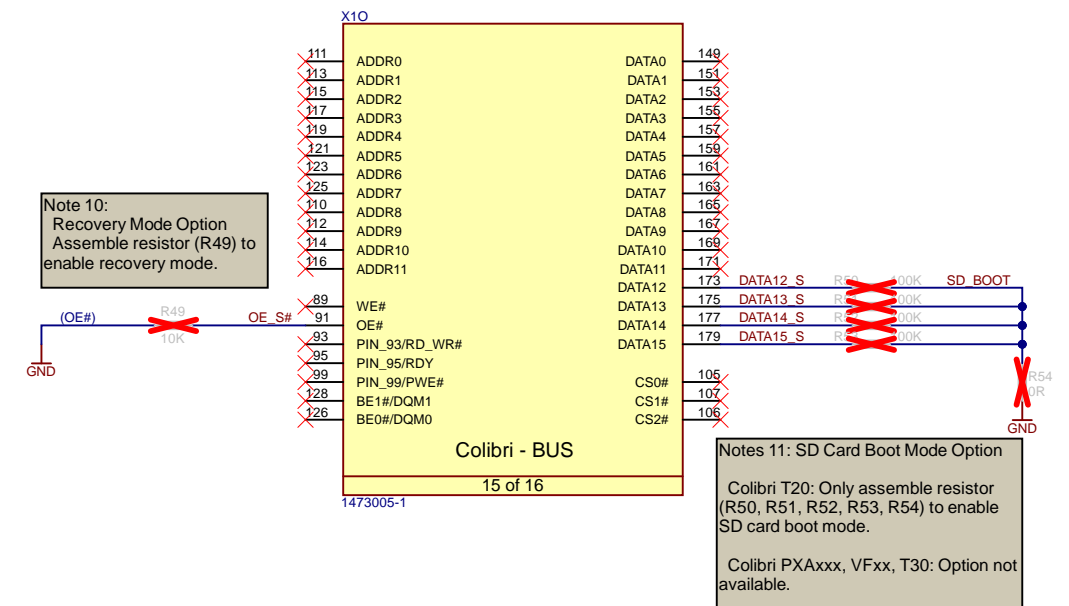 X1O
111 ADDR0 DATA0 149
113 ADDR1 DATA1 151
115 ADDR2 DATA2 153
117 ADDR3 DATA3 155
119 ADDR4 DATA4 157
121 ADDR5 DATA5 159
123 ADDR6 DATA6 161
125 ADDR7 DATA7 163
110 ADDR8 DATA8 165
112 ADDR9 DATA9 167
114 ADDR10 DATA10 169
116 ADDR11 DATA11 171
DATA12 173 DATA12_S 100K SD_BOOT
89 WE# DATA13 175 DATA13_S 00K
(OE#) R49 10K OE_S# 91 OE# DATA14 177 DATA14_S 00K
93 PIN_93/RD_WR# DATA15 179 DATA15_S 00K
95 PIN_95/RDY
99 PIN_99/PWE# CS0# 105
128 BE1#/DQM1 CS1# 107
126 BE0#/DQM0 CS2# 106
GND
R54
0R
GND
Colibri - BUS
15 of 16
1473005-1
Note 10:
Recovery Mode Option
Assemble resistor (R49) to
enable recovery mode.
Notes 11: SD Card Boot Mode Option
Colibri T20: Only assemble resistor
(R50, R51, R52, R53, R54) to enable
SD card boot mode.
Colibri PXAxxx, VFxx, T30: Option not
available.